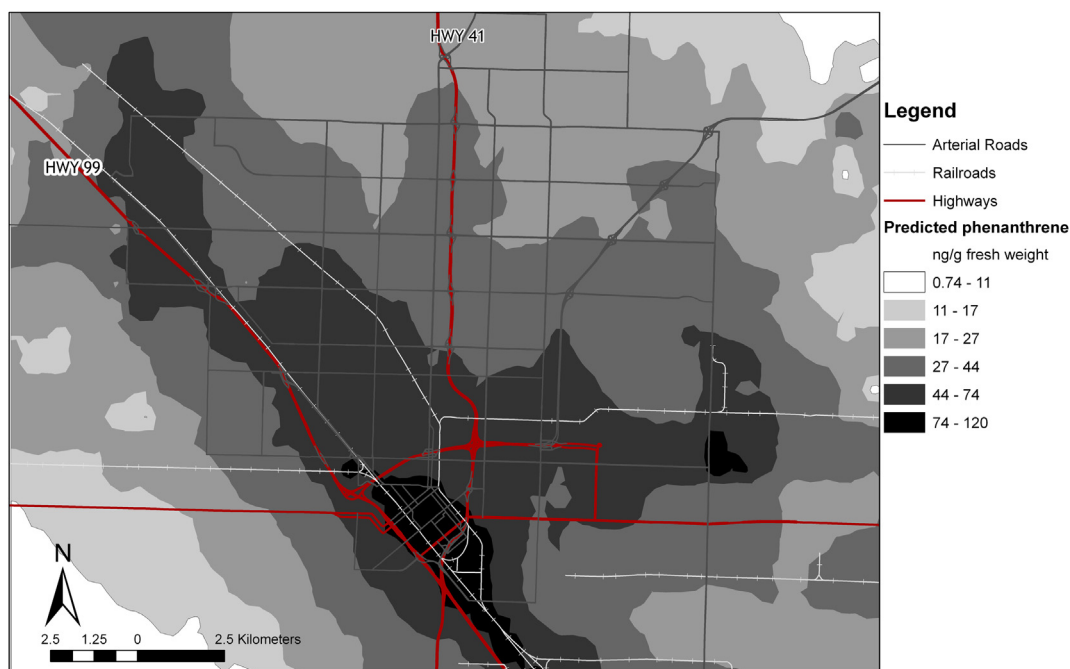 HWY 41
HWY 99
N
2.5 1.25 0 2.5 Kilometers
Legend
Arterial Roads
Railroads
Highways
Predicted phenanthrene
ng/g fresh weight
0.74 - 11
11 - 17
17 - 27
27 - 44
44 - 74
74 - 120